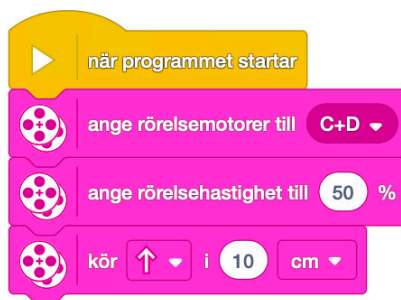 när programmet startar
ange rörelsemotorer till C+D
ange rörelsehastighet till 50 %
kör i 10 cm